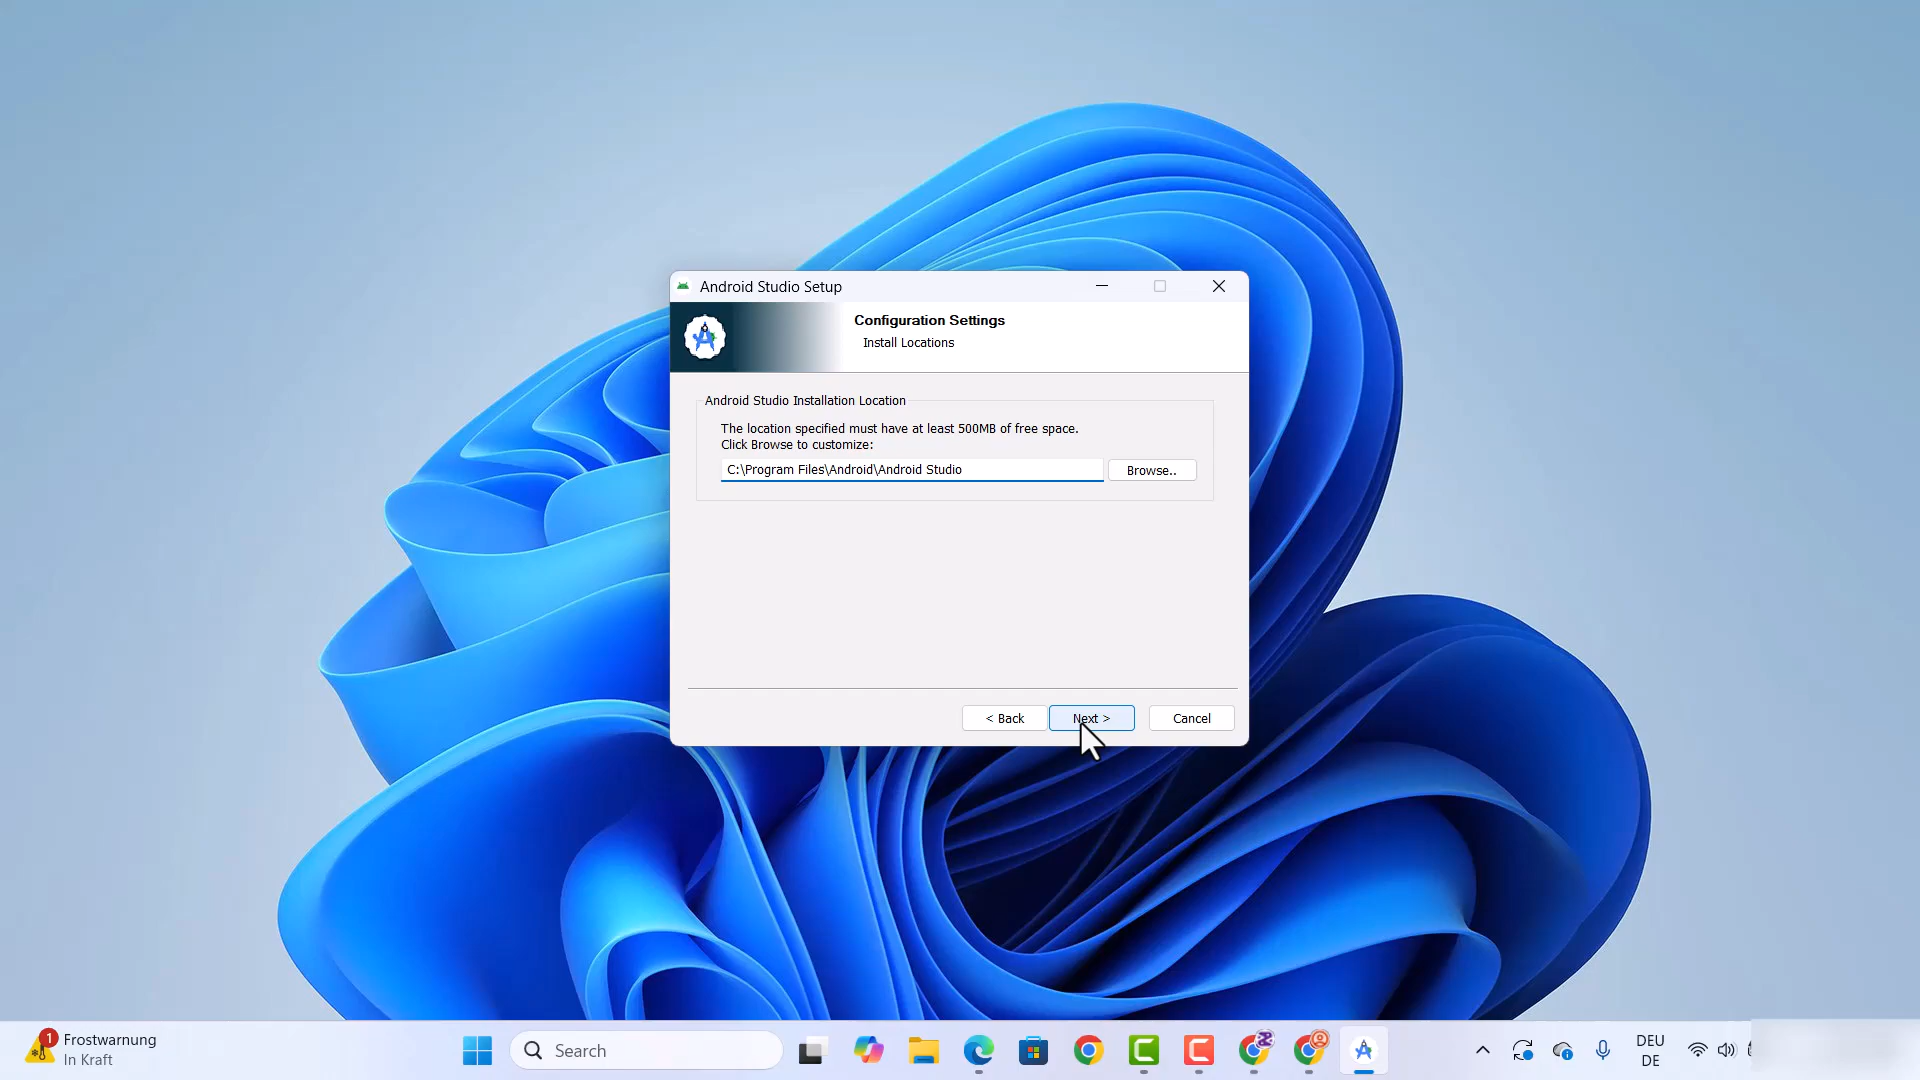 Android Studio Setup
Configuration Settings
Install Locations
Android Studio Installation Location
The location specified must have at least 500MB of free space.
Click Browse to customize:
C:\Program Files\Android\Android Studio
Browse..
< Back
Next >
Cancel
1
Frostwarnung
In Kraft
Search
DEU
DE